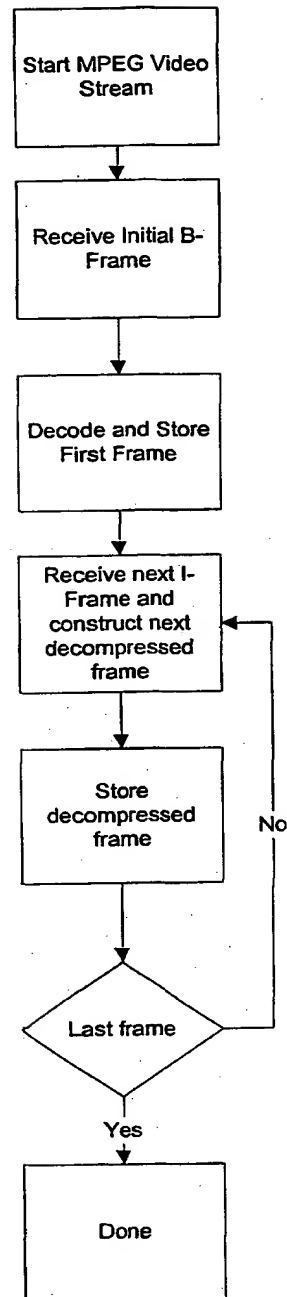 Start MPEG Video
Stream
Receive Initial B-
Frame
Decode and Store
First Frame
Receive next I-
Frame and
construct next
decompressed
frame
Store
decompressed
frame
No
Last frame
Yes
Done